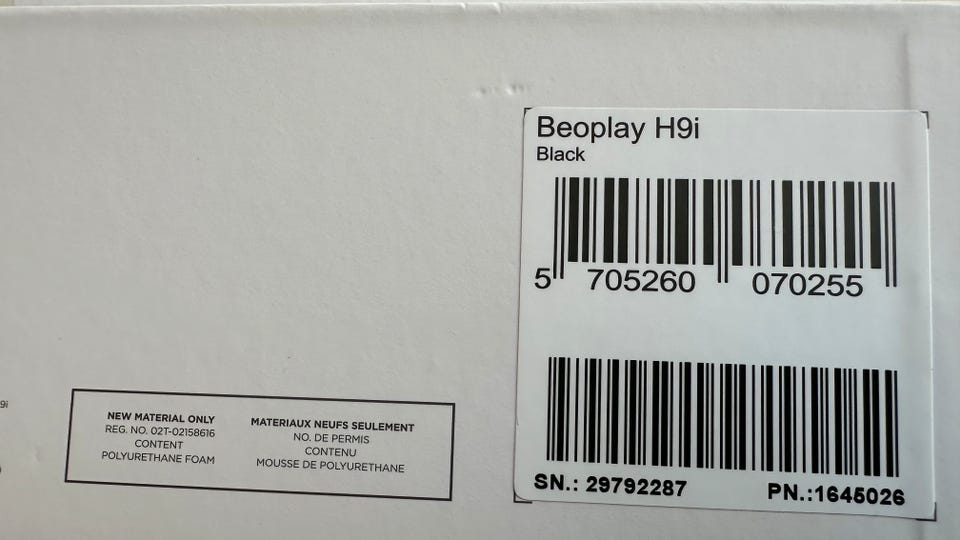 Beoplay H9i
Black
5 705260 070255
SN.: 29792287 PN.:1645026
9i
NEW MATERIAL ONLY
REG. NO. 02T-02158616
CONTENT
POLYURETHANE FOAM
MATERIAUX NEUFS SEULEMENT
NO. DE PERMIS
CONTENU
MOUSSE DE POLYURETHANE